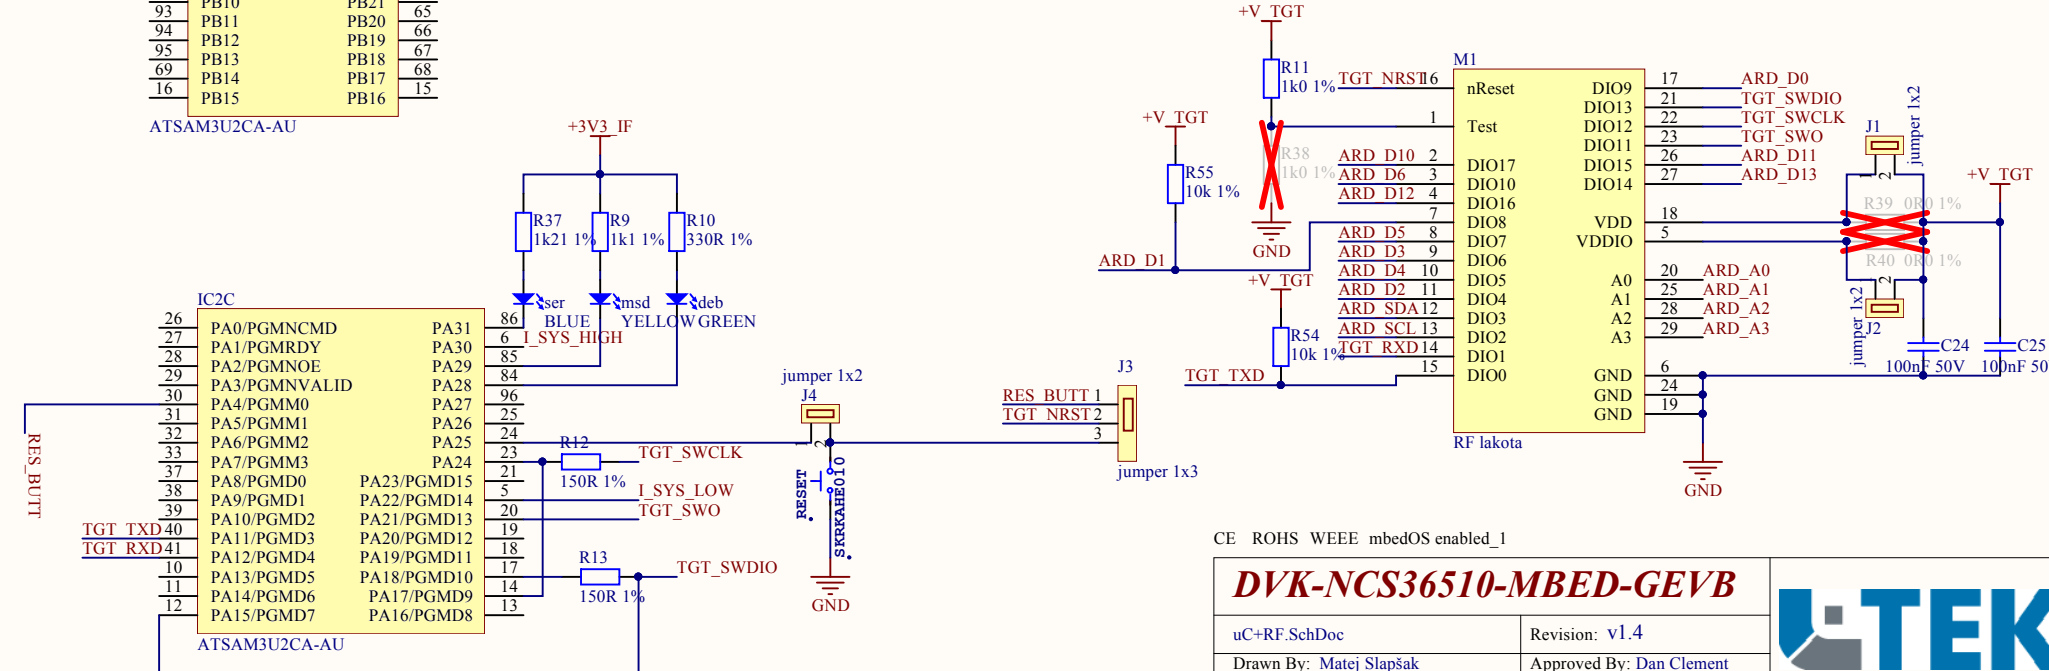 PB10 PB21
93 PB11 PB20 65
94 PB12 PB19 66
95 PB13 PB18 67
69 PB14 PB17 68
16 PB15 PB16 15
ATSAM3U2CA-AU
+3V3_IF
R37 1k21 1%
R9 1k1 1%
R10 330R 1%
ser BLUE
msd YELLOW
deb GREEN
IC2C
26 PA0/PGMNCMD PA31 86
27 PA1/PGMRDY PA30 6 I_SYS_HIGH
28 PA2/PGMNOE PA29 85
29 PA3/PGMNVALID PA28 84
30 PA4/PGMM0 PA27 96
31 PA5/PGMM1 PA26 25
32 PA6/PGMM2 PA25 24
33 PA7/PGMM3 PA24 23
37 PA8/PGMD0 PA23/PGMD15 21
38 PA9/PGMD1 PA22/PGMD14 5 I_SYS_LOW
39 PA10/PGMD2 PA21/PGMD13 20 TGT_SWO
TGT_TXD 40 PA11/PGMD3 PA20/PGMD12 19
TGT_RXD 41 PA12/PGMD4 PA19/PGMD11 18
10 PA13/PGMD5 PA18/PGMD10 17
11 PA14/PGMD6 PA17/PGMD9 14
12 PA15/PGMD7 PA16/PGMD8 13
ATSAM3U2CA-AU
RES_BUTT
R12 150R 1% TGT_SWCLK
R13 150R 1% TGT_SWDIO
jumper 1x2
J4
1 2
RESET
SKRKAHE010
GND
J3
RES_BUTT 1
TGT_NRST 2
3
jumper 1x3
+V_TGT
R11 1k0 1%
R38 1k0 1%
GND
+V_TGT
R55 10k 1%
ARD_D1
+V_TGT
R54 10k 1%
TGT_TXD
M1
TGT_NRST 16 nReset DIO9 17 ARD_D0
DIO13 21 TGT_SWDIO
1 Test DIO12 22 TGT_SWCLK
DIO11 23 TGT_SWO
ARD_D10 2 DIO17 DIO15 26 ARD_D11
ARD_D6 3 DIO10 DIO14 27 ARD_D13
ARD_D12 4 DIO16
7 DIO8 VDD 18
ARD_D5 8 DIO7 VDDIO 5
ARD_D3 9 DIO6
ARD_D4 10 DIO5 A0 20 ARD_A0
ARD_D2 11 DIO4 A1 25 ARD_A1
ARD_SDA 12 DIO3 A2 28 ARD_A2
ARD_SCL 13 DIO2 A3 29 ARD_A3
TGT_RXD 14 DIO1
15 DIO0 GND 6
GND 24
GND 19
RF lakota
GND
J1
jumper 1x2
1 2
R39 0R0 1%
R40 0R0 1%
2
J2
jumper 1x2
+V_TGT
C24 100nF 50V
C25 100nF 50
CE ROHS WEEE mbedOS enabled_1
DVK-NCS36510-MBED-GEVB
uC+RF.SchDoc Revision: v1.4
Drawn By: Matej Slapšak Approved By: Dan Clement
TEK